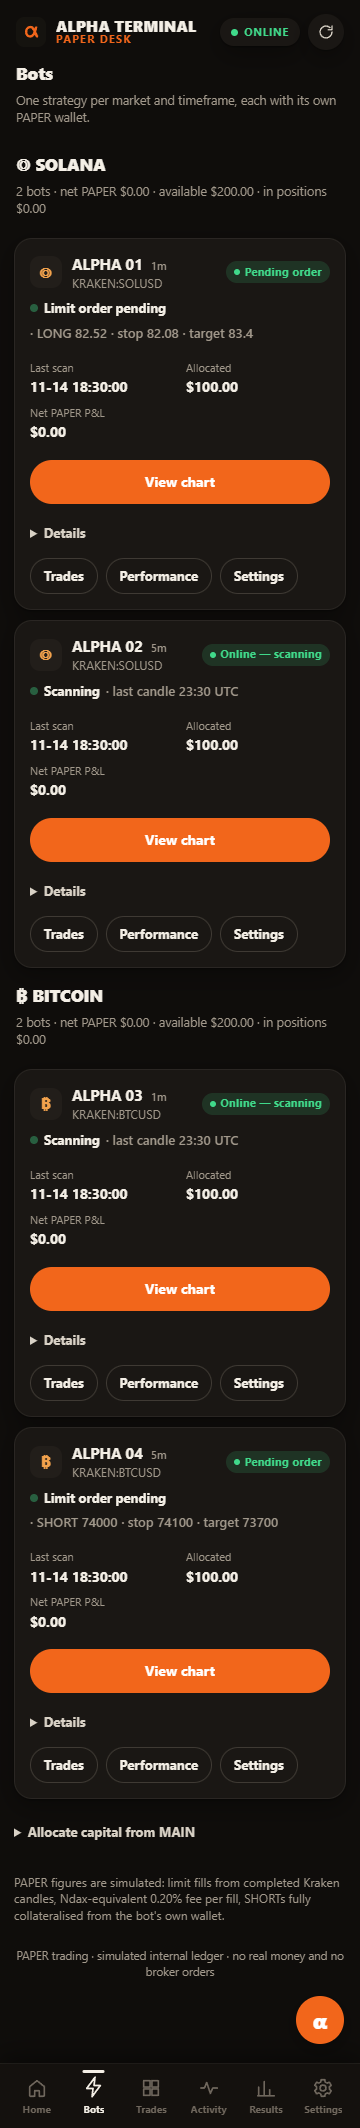 α
ALPHA TERMINAL
PAPER DESK
ONLINE
Bots
One strategy per market and timeframe, each with its own
PAPER wallet.
SOLANA
2 bots · net PAPER $0.00 · available $200.00 · in positions
$0.00
ALPHA 01 1m
KRAKEN:SOLUSD
Pending order
Limit order pending
· LONG 82.52 · stop 82.08 · target 83.4
Last scan
Allocated
11-14 18:30:00
$100.00
Net PAPER P&L
$0.00
View chart
Details
Trades
Performance
Settings
ALPHA 02 5m
KRAKEN:SOLUSD
Online — scanning
Scanning · last candle 23:30 UTC
Last scan
Allocated
11-14 18:30:00
$100.00
Net PAPER P&L
$0.00
View chart
Details
Trades
Performance
Settings
₿ BITCOIN
2 bots · net PAPER $0.00 · available $200.00 · in positions
$0.00
₿
ALPHA 03 1m
KRAKEN:BTCUSD
Online — scanning
Scanning · last candle 23:30 UTC
Last scan
Allocated
11-14 18:30:00
$100.00
Net PAPER P&L
$0.00
View chart
Details
Trades
Performance
Settings
₿
ALPHA 04 5m
KRAKEN:BTCUSD
Pending order
Limit order pending
· SHORT 74000 · stop 74100 · target 73700
Last scan
Allocated
11-14 18:30:00
$100.00
Net PAPER P&L
$0.00
View chart
Details
Trades
Performance
Settings
Allocate capital from MAIN
PAPER figures are simulated: limit fills from completed Kraken
candles, Ndax-equivalent 0.20% fee per fill, SHORTs fully
collateralised from the bot's own wallet.
PAPER trading · simulated internal ledger · no real money and no
broker orders
α
Home
Bots
Trades
Activity
Results
Settings